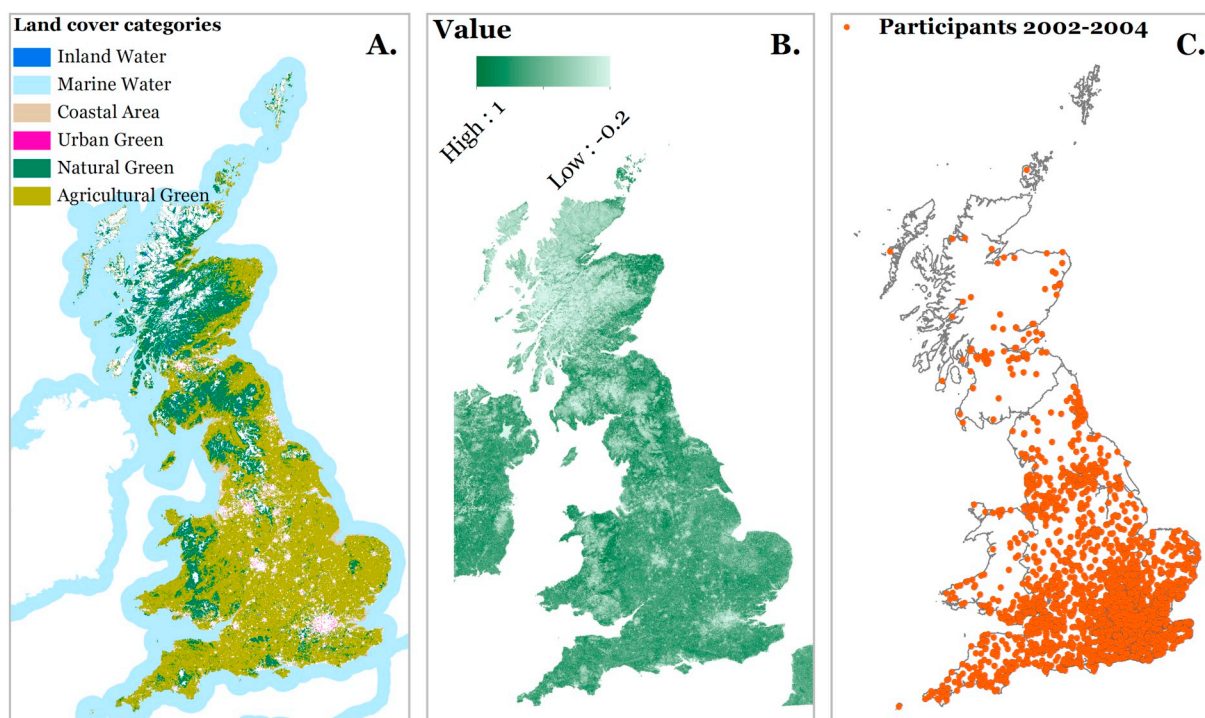 Land cover categories
A.
Inland Water
Marine Water
Coastal Area
Urban Green
Natural Green
Agricultural Green
Value
B.
High : 1
Low : -0.2
Participants 2002-2004
C.